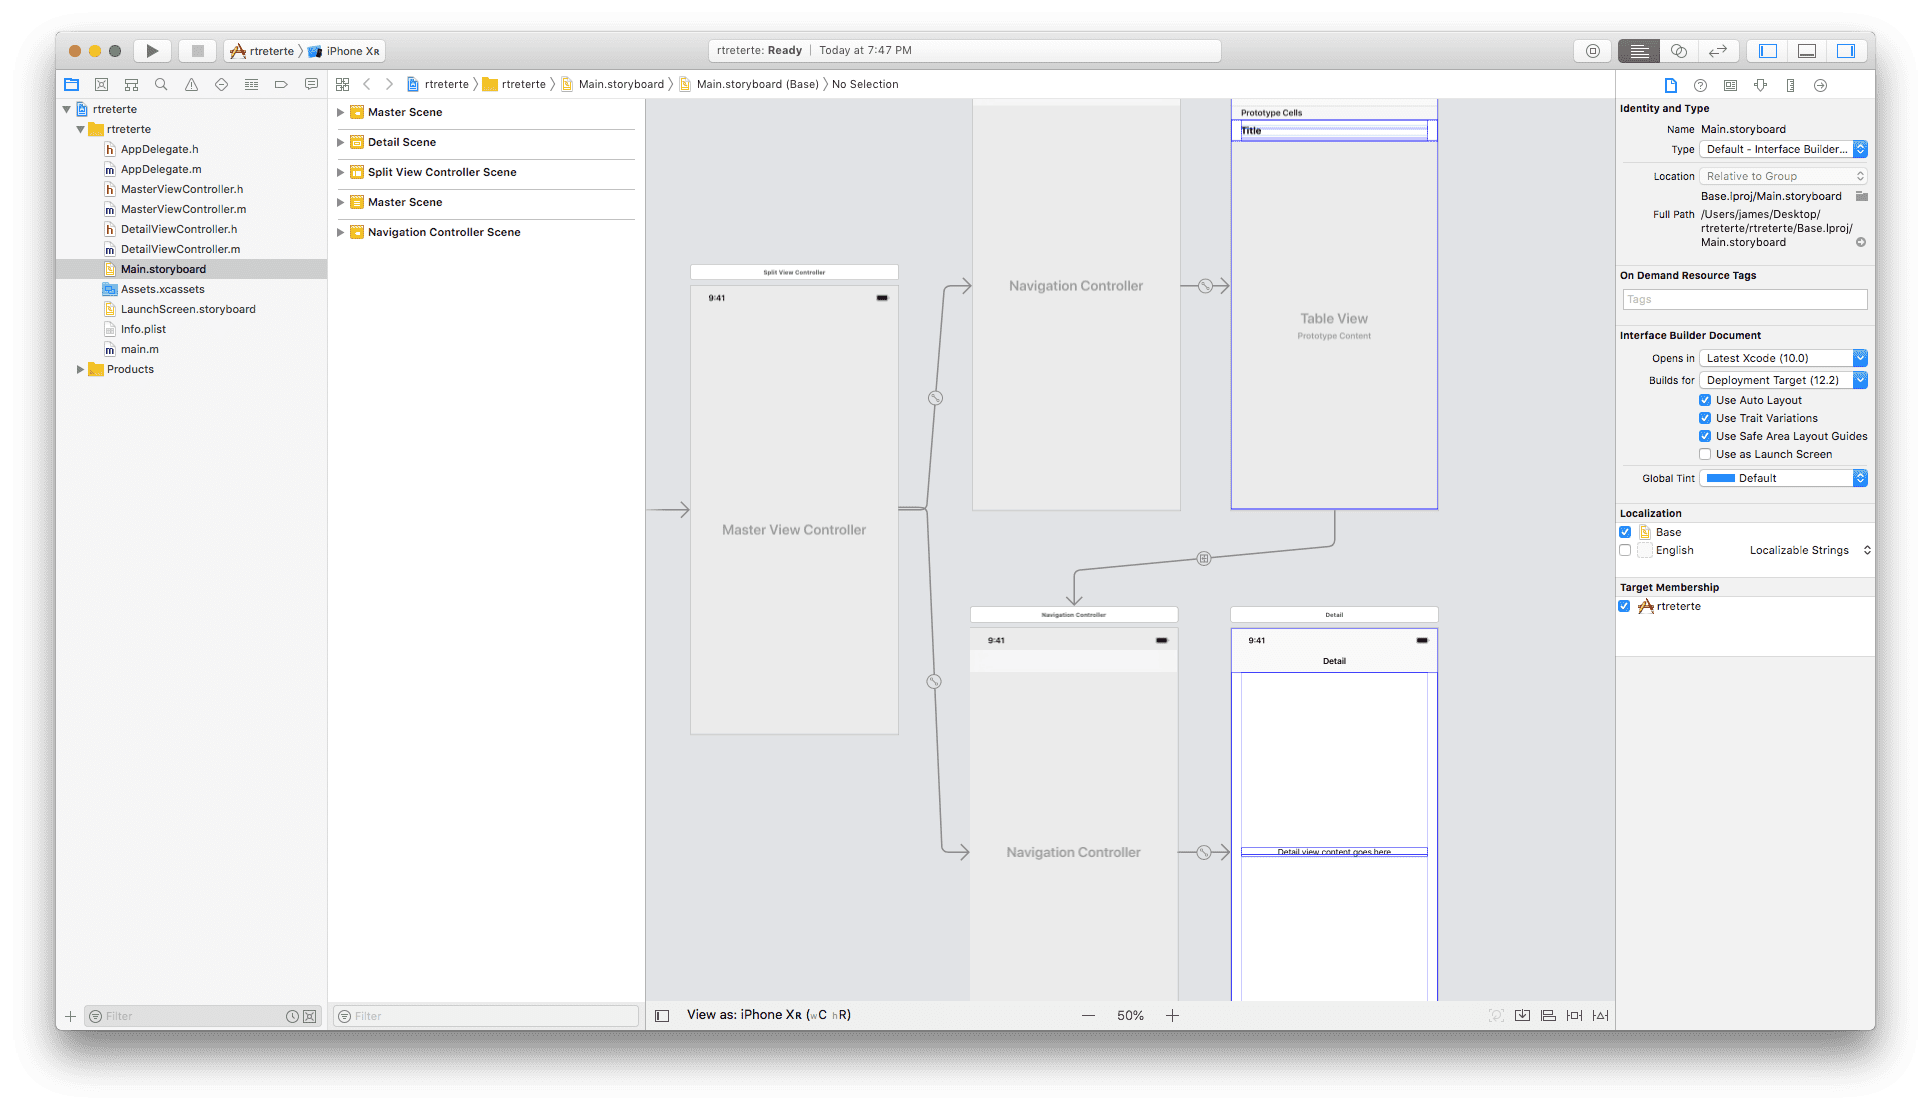 rtreterte
iPhone XR
rtreterte: Ready
Today at 7:47 PM
rtreterte
rtreterte
Main.storyboard
Main.storyboard (Base)
No Selection
rtreterte
rtreterte
AppDelegate.h
AppDelegate.m
MasterViewController.h
MasterViewController.m
DetailViewController.h
DetailViewController.m
Main.storyboard
Assets.xcassets
LaunchScreen.storyboard
Info.plist
main.m
Products
Filter
Master Scene
Detail Scene
Split View Controller Scene
Master Scene
Navigation Controller Scene
Filter
Split View Controller
9:41
Master View Controller
Navigation Controller
Prototype Cells
Title
Table View
Prototype Content
Navigation Controller
9:41
Navigation Controller
Detail
9:41
Detail
Detail view content goes here
View as: iPhone XR (wC hR)
50%
Identity and Type
Name Main.storyboard
Type Default - Interface Builder...
Location Relative to Group
Base.lproj/Main.storyboard
Full Path /Users/james/Desktop/
rtreterte/rtreterte/Base.lproj/
Main.storyboard
On Demand Resource Tags
Tags
Interface Builder Document
Opens in Latest Xcode (10.0)
Builds for Deployment Target (12.2)
Use Auto Layout
Use Trait Variations
Use Safe Area Layout Guides
Use as Launch Screen
Global Tint Default
Localization
Base
English Localizable Strings
Target Membership
rtreterte